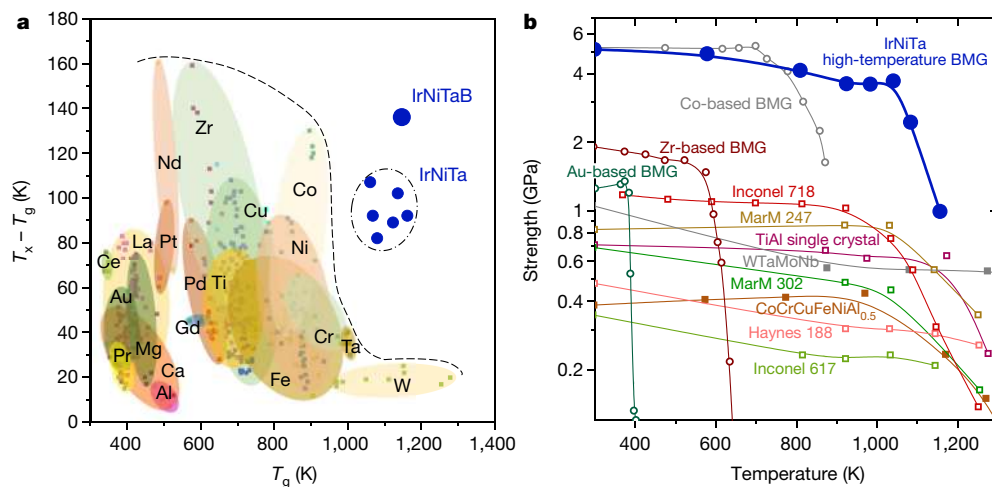 a
180
160
140
120
100
80
60
40
20
0
Tx − Tg (K)
400
600
800
1,000
1,200
1,400
Tg (K)
IrNiTaB
IrNiTa
Zr
Nd
Co
Cu
La
Pt
Ni
Ce
Pd
Ti
Au
Gd
Cr
Ta
Pr
Mg
Ca
Fe
W
Al
b
6
4
2
1
0.8
0.6
0.4
0.2
Strength (GPa)
400
600
800
1,000
1,200
Temperature (K)
IrNiTa
high-temperature BMG
Co-based BMG
Zr-based BMG
Au-based BMG
Inconel 718
MarM 247
TiAl single crystal
WTaMoNb
MarM 302
CoCrCuFeNiAl0.5
Haynes 188
Inconel 617